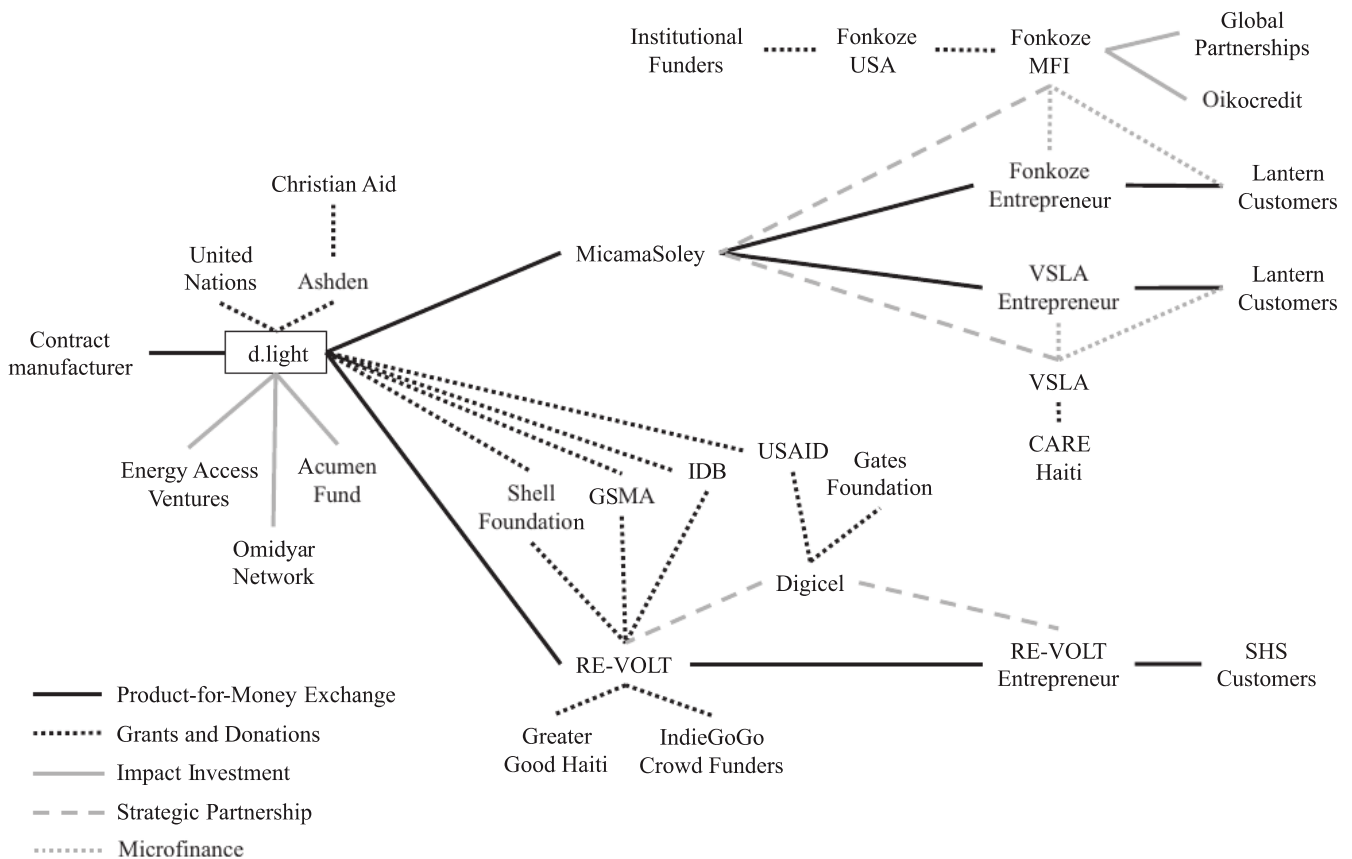 Institutional
Funders
Fonkoze
USA
Fonkoze
MFI
Global
Partnerships
Oikocredit
Christian Aid
Fonkoze
Entrepreneur
Lantern
Customers
United
Nations
Ashden
MicamaSoley
VSLA
Entrepreneur
Lantern
Customers
Contract
manufacturer
d.light
VSLA
CARE
Haiti
Energy Access
Ventures
Acumen
Fund
Omidyar
Network
Shell
Foundation
GSMA
IDB
USAID
Gates
Foundation
Digicel
RE-VOLT
RE-VOLT
Entrepreneur
SHS
Customers
Greater
Good Haiti
IndieGoGo
Crowd Funders
Product-for-Money Exchange
Grants and Donations
Impact Investment
Strategic Partnership
Microfinance